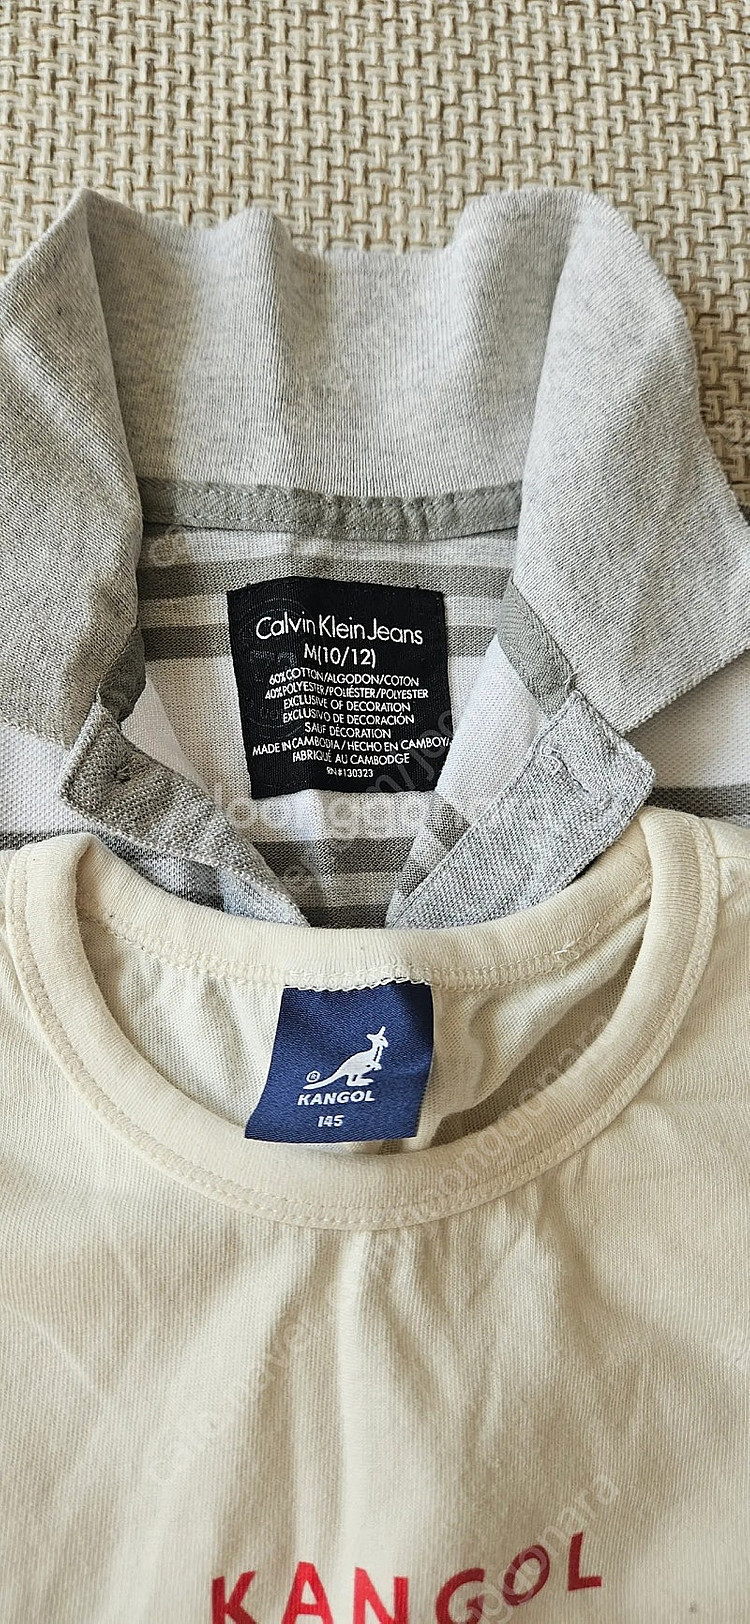 Calvin Klein Jeans
M(10/12)
60% COTTON/ALGODON/COTON
40% POLYESTER/POLIÉSTER/POLYESTER
EXCLUSIVE OF DECORATION
EXCLUSIVO DE DECORACIÓN
SAUF DÉCORATION
MADE IN CAMBODIA / HECHO EN CAMBOYA
FABRIQUÉ AU CAMBODGE
RN#130323
®
KANGOL
145
KANGOL